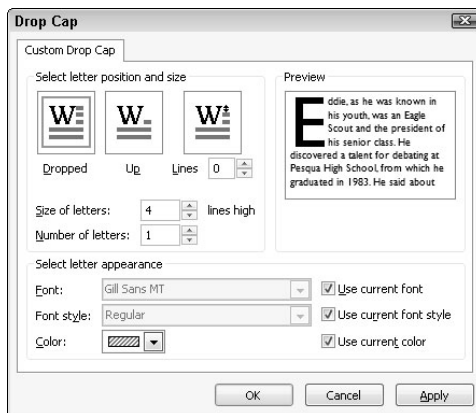 Drop Cap
Custom Drop Cap
Select letter position and size
W W W
Dropped Up Lines 0
Size of letters: 4 lines high
Number of letters: 1
Preview
Eddie, as he was known in
his youth, was an Eagle
Scout and the president of
his senior class. He
discovered a talent for debating at
Pesqua High School, from which he
graduated in 1983. He said about
Select letter appearance
Font: Gill Sans MT Use current font
Font style: Regular Use current font style
Color: Use current color
OK Cancel Apply